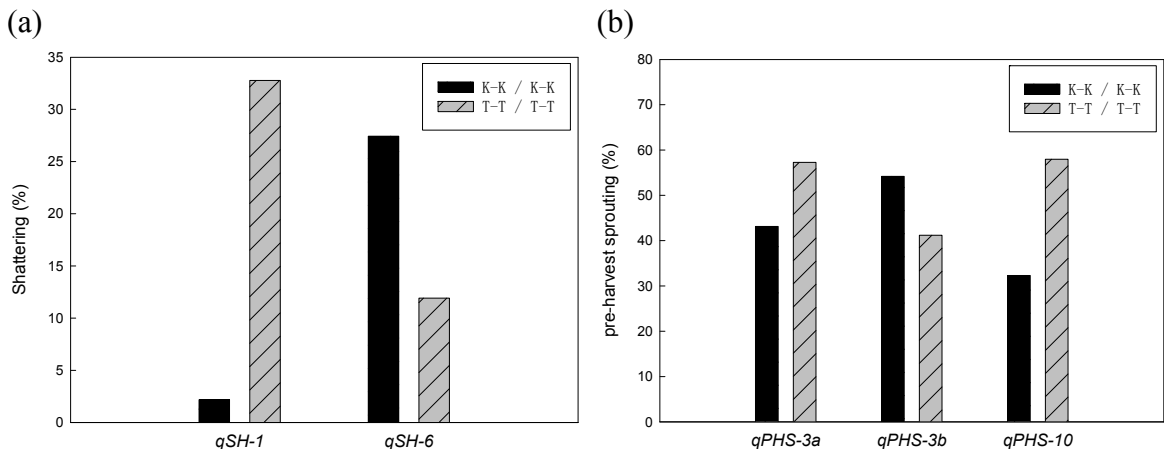 (a)
35
30
25
20
15
10
5
0
Shattering (%)
K-K / K-K
T-T / T-T
qSH-1 qSH-6
(b)
80
70
60
50
40
30
20
10
0
pre-harvest sprouting (%)
K-K / K-K
T-T / T-T
qPHS-3a qPHS-3b qPHS-10